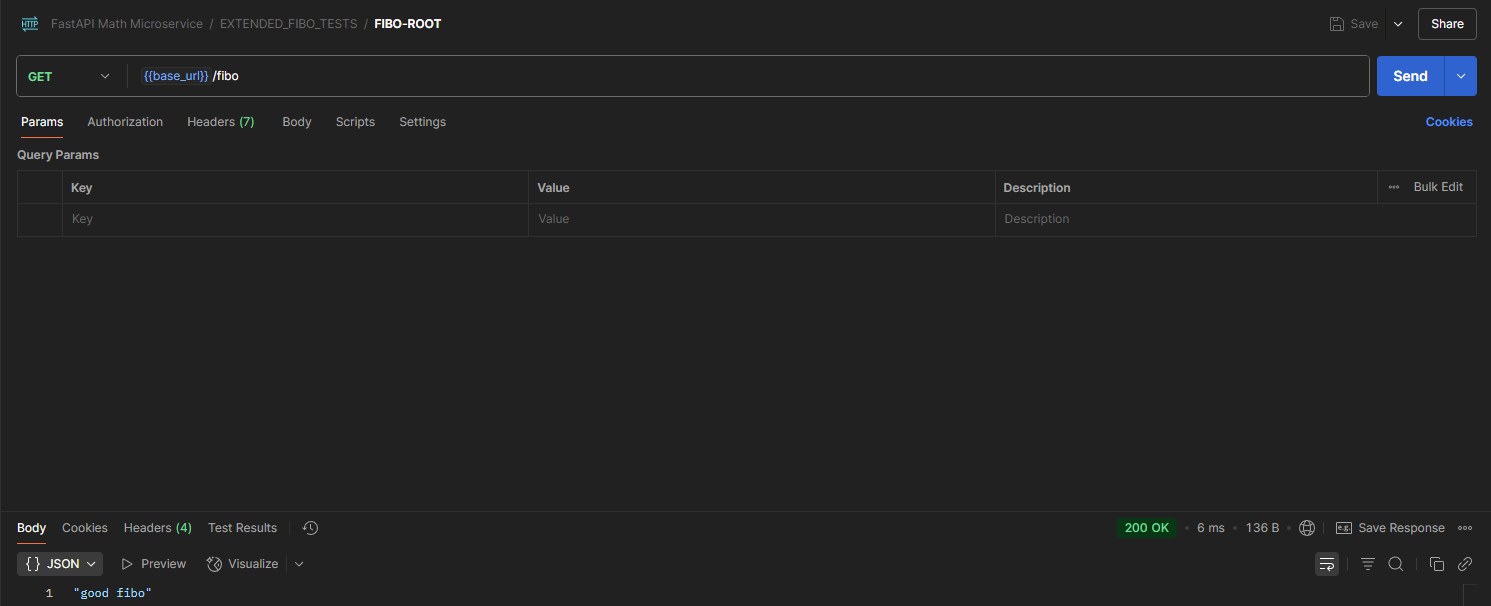 HTTP FastAPI Math Microservice / EXTENDED_FIBO_TESTS / FIBO-ROOT Save Share
GET {{base_url}} /fibo Send
Params Authorization Headers (7) Body Scripts Settings Cookies
Query Params
Key Value Description Bulk Edit
Key Value Description
Body Cookies Headers (4) Test Results 200 OK • 6 ms • 136 B • e.g. Save Response
{} JSON Preview Visualize
1 "good fibo"